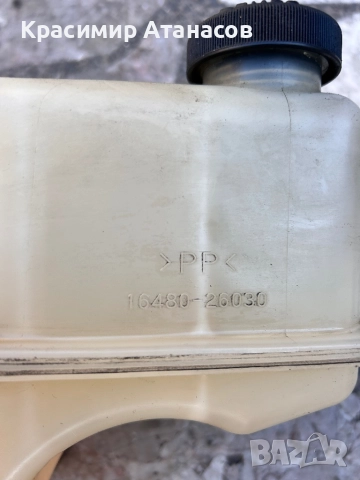 Красимир Атанасов
>PP<
16480-26030
BAZAR